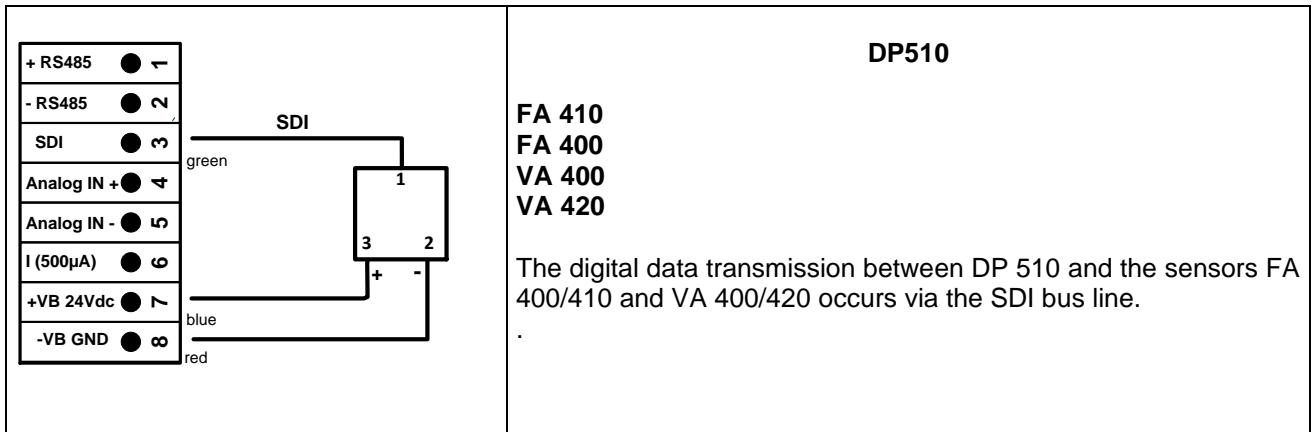 + RS485 1
- RS485 2
SDI 3
Analog IN + 4
Analog IN - 5
I (500µA) 6
+VB 24Vdc 7
-VB GND 8
SDI
green
1
3 2
+ -
blue
red
DP510
FA 410
FA 400
VA 400
VA 420
The digital data transmission between DP 510 and the sensors FA
400/410 and VA 400/420 occurs via the SDI bus line.
.